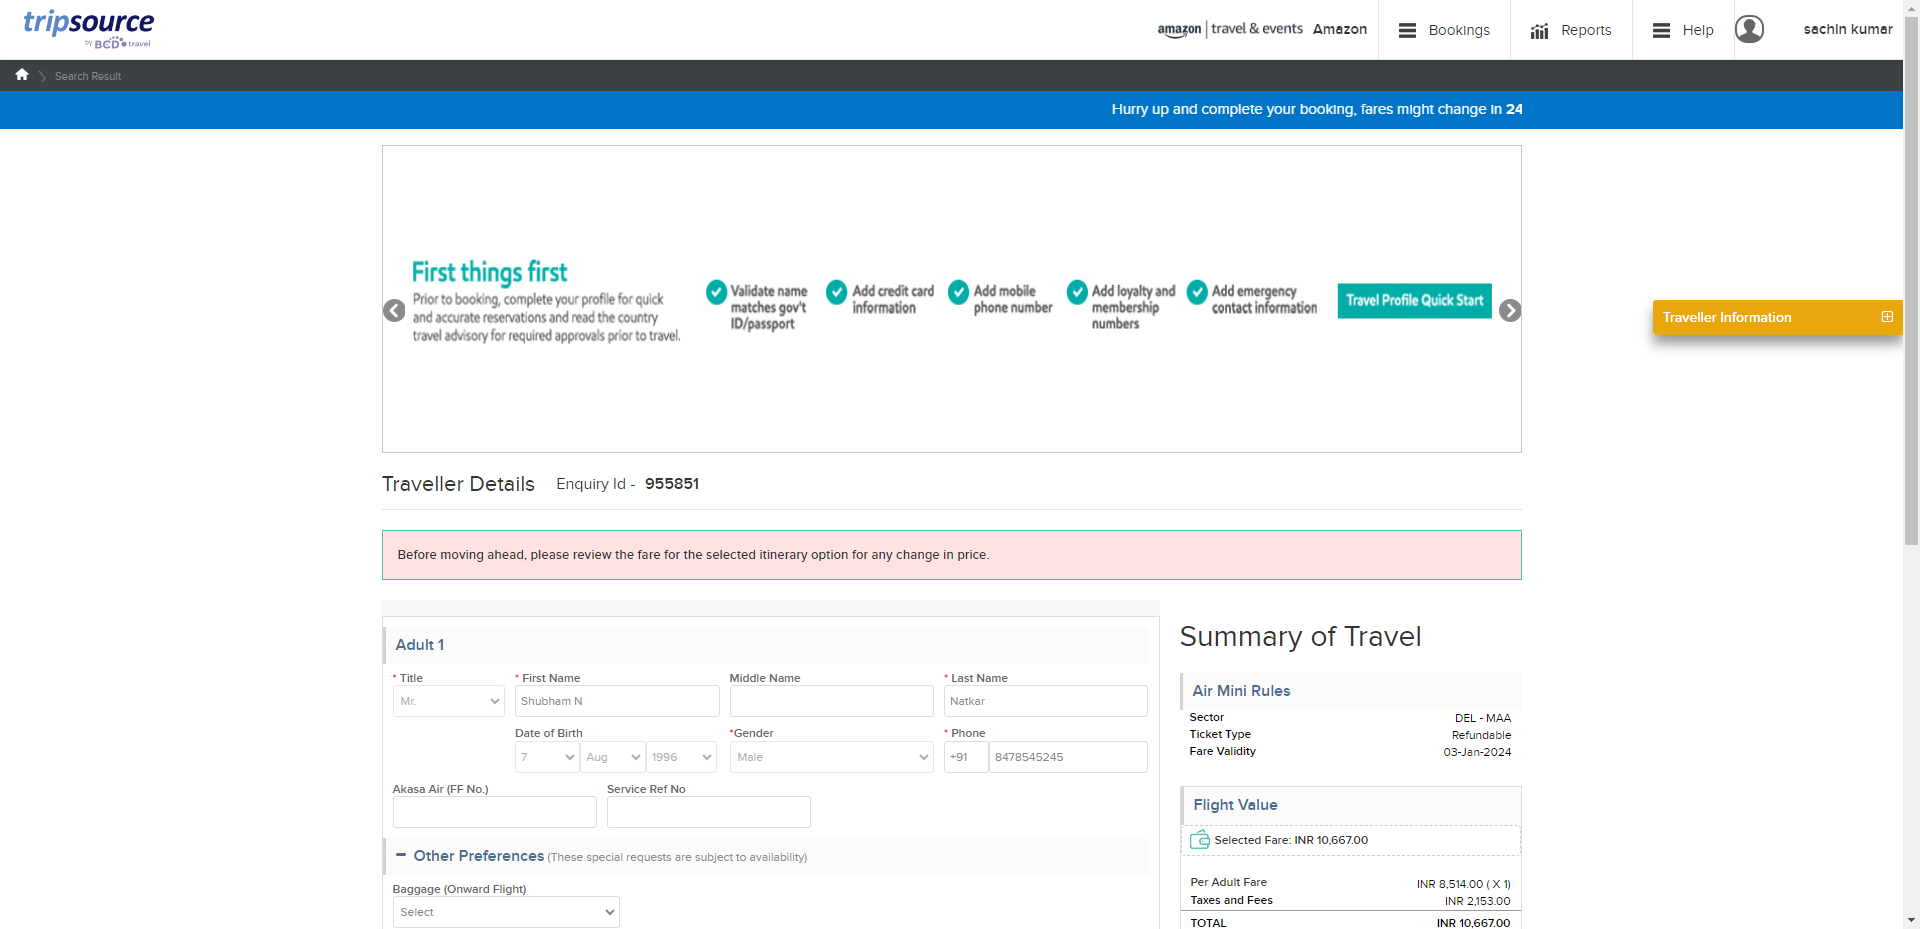 tripsource
by BCD travel
amazon | travel & events Amazon
Bookings
Reports
Help
sachin kumar
Search Result
Hurry up and complete your booking, fares might change in 24
First things first
Prior to booking, complete your profile for quick
and accurate reservations and read the country
travel advisory for required approvals prior to travel.
Validate name
matches gov't
ID/passport
Add credit card
information
Add mobile
phone number
Add loyalty and
membership
numbers
Add emergency
contact information
Travel Profile Quick Start
Traveller Information
Traveller Details Enquiry Id - 955851
Before moving ahead, please review the fare for the selected itinerary option for any change in price.
Adult 1
* Title * First Name Middle Name * Last Name
Mr. Shubham N Natkar
Date of Birth *Gender * Phone
7 Aug 1996 Male +91 8478545245
Akasa Air (FF No.) Service Ref No
Other Preferences (These special requests are subject to availability)
Baggage (Onward Flight)
Select
Summary of Travel
Air Mini Rules
Sector DEL - MAA
Ticket Type Refundable
Fare Validity 03-Jan-2024
Flight Value
Selected Fare: INR 10,667.00
Per Adult Fare INR 8,514.00 ( X 1)
Taxes and Fees INR 2,153.00
TOTAL INR 10,667.00